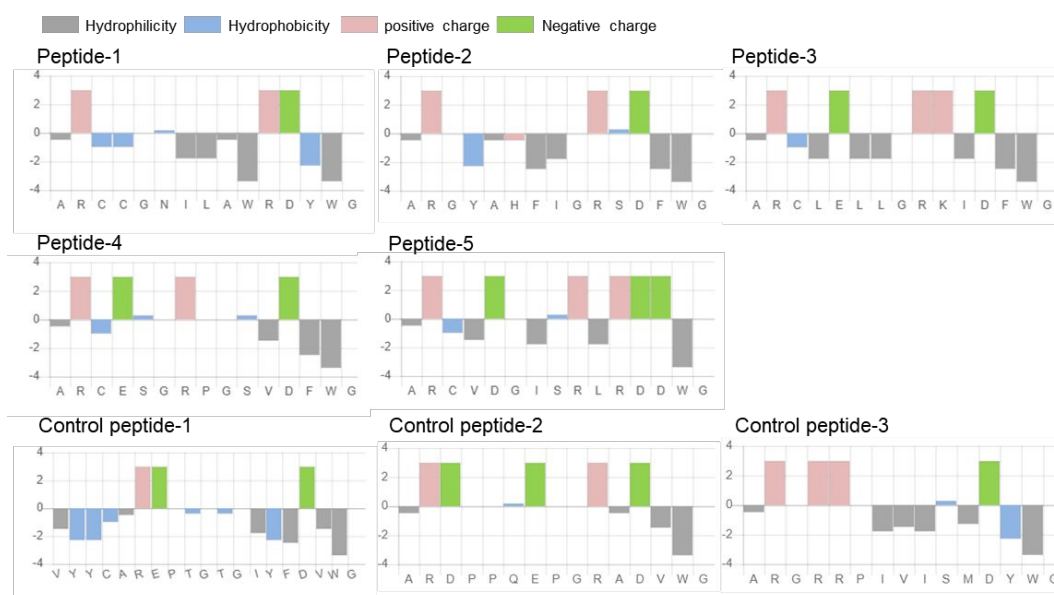 Hydrophilicity Hydrophobicity positive charge Negative charge
Peptide-1
4
2
0
-2
-4
A R C C G N I L A W R D Y W G
Peptide-2
4
2
0
-2
-4
A R G Y A H F I G R S D F W G
Peptide-3
4
2
0
-2
-4
A R C L E L L G R K I D F W G
Peptide-4
4
2
0
-2
-4
A R C E S G R P G S V D F W G
Peptide-5
4
2
0
-2
-4
A R C V D G I S R L R D D W G
Control peptide-1
4
2
0
-2
-4
V Y Y C A R E P T G T G I Y F D V W G
Control peptide-2
4
2
0
-2
-4
A R D P P Q E P G R A D V W G
Control peptide-3
4
2
0
-2
-4
A R G R R P I V I S M D Y W G